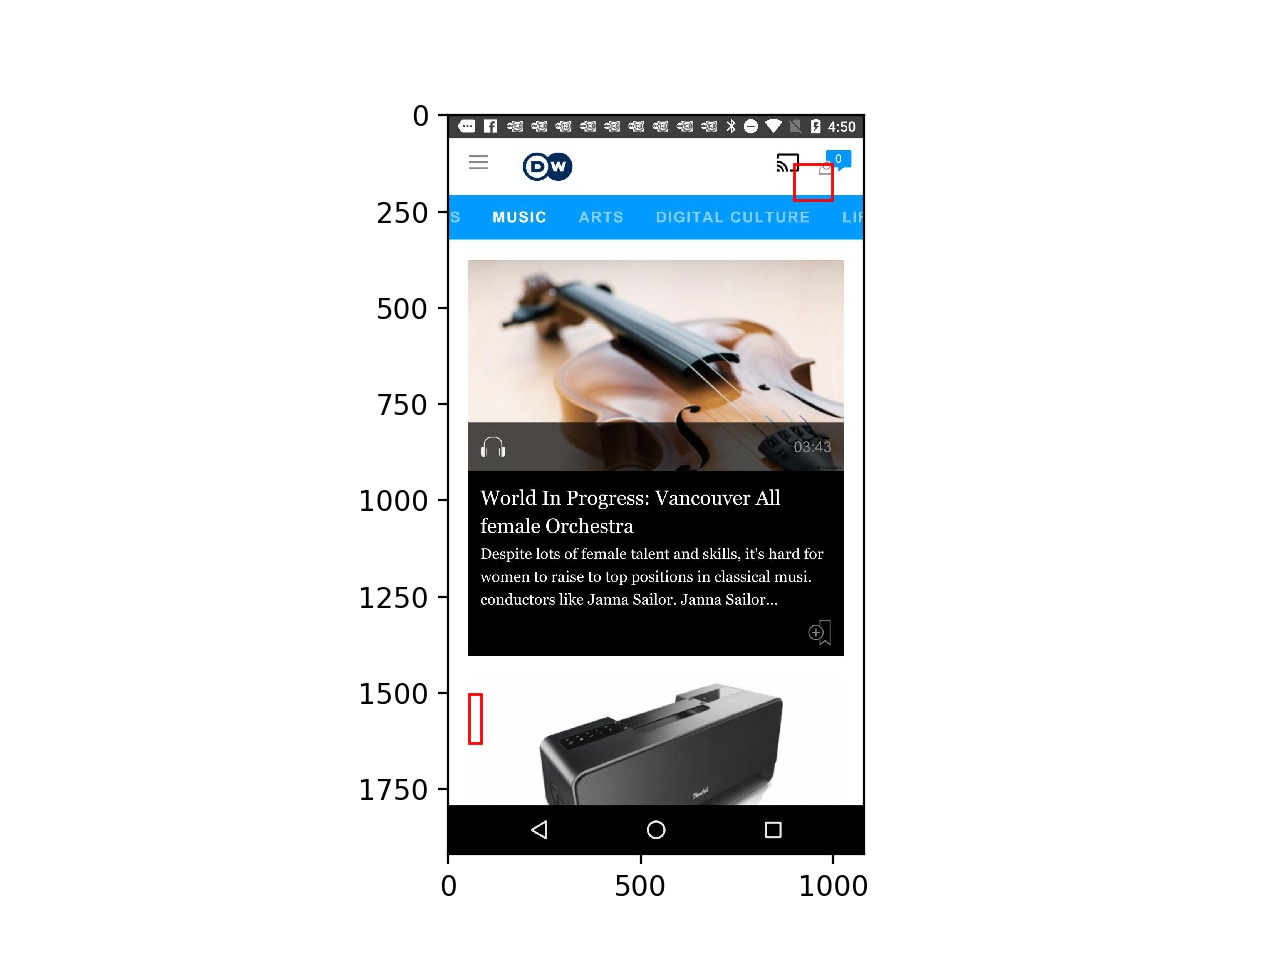 0
4:50
DW
0
250
S MUSIC ARTS DIGITAL CULTURE LIF
500
750
03:43
World In Progress: Vancouver All
female Orchestra
1000
Despite lots of female talent and skills, it's hard for
women to raise to top positions in classical musi.
conductors like Janna Sailor. Janna Sailor...
1250
1500
1750
0 500 1000